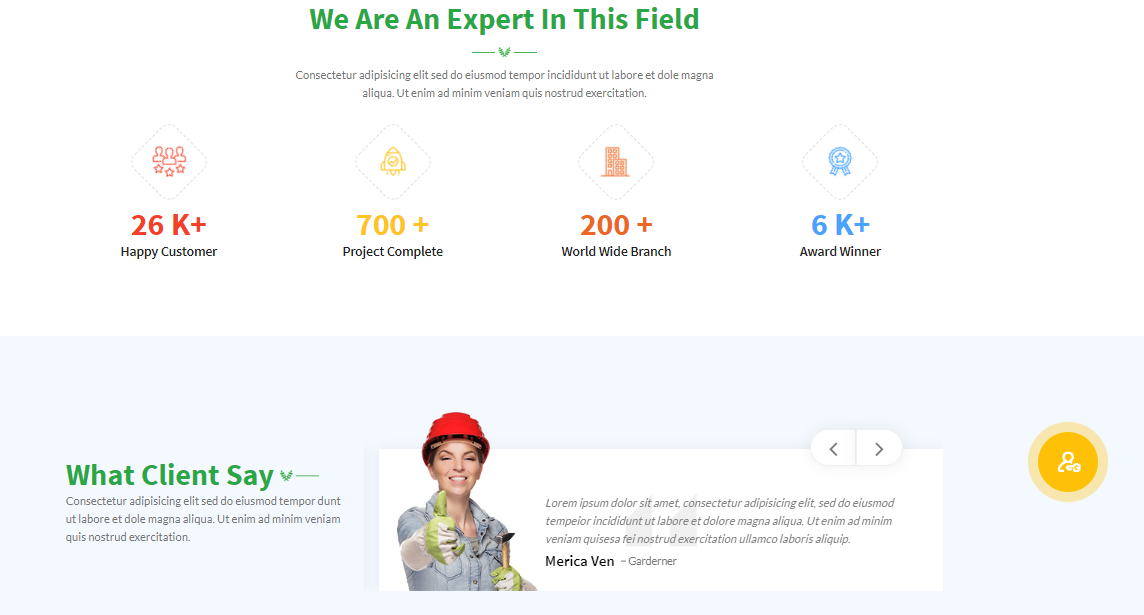 We Are An Expert In This Field
Consectetur adipisicing elit sed do eiusmod tempor incididunt ut labore et dole magna
aliqua. Ut enim ad minim veniam quis nostrud exercitation.
26 K+
Happy Customer
700 +
Project Complete
200 +
World Wide Branch
6 K+
Award Winner
What Client Say
Consectetur adipisicing elit sed do eiusmod tempor dunt
ut labore et dole magna aliqua. Ut enim ad minim veniam
quis nostrud exercitation.
Lorem ipsum dolor sit amet, consectetur adipisicing elit, sed do eiusmod
tempeior incididunt ut labore et dolore magna aliqua. Ut enim ad minim
veniam quisesa fei nostrud exercitation ullamco laboris aliquip.
Merica Ven – Garderner